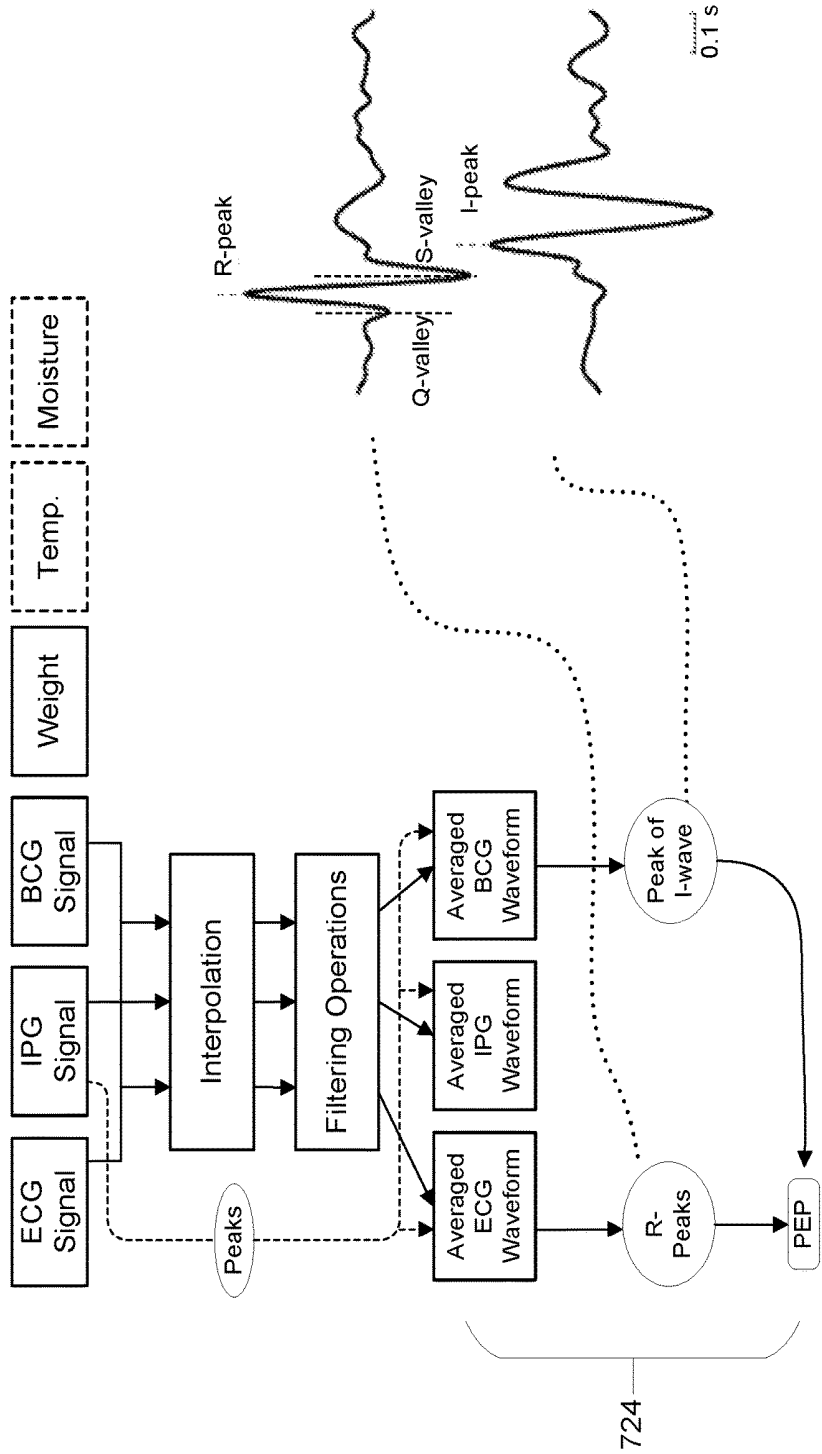 ECG
Signal
IPG
Signal
BCG
Signal
Weight
Temp.
Moisture
Interpolation
Peaks
Filtering Operations
Averaged
ECG
Waveform
Averaged
IPG
Waveform
Averaged
BCG
Waveform
R-
Peaks
Peak of
I-wave
PEP
724
R-peak
Q-valley
S-valley
I-peak
0.1 s